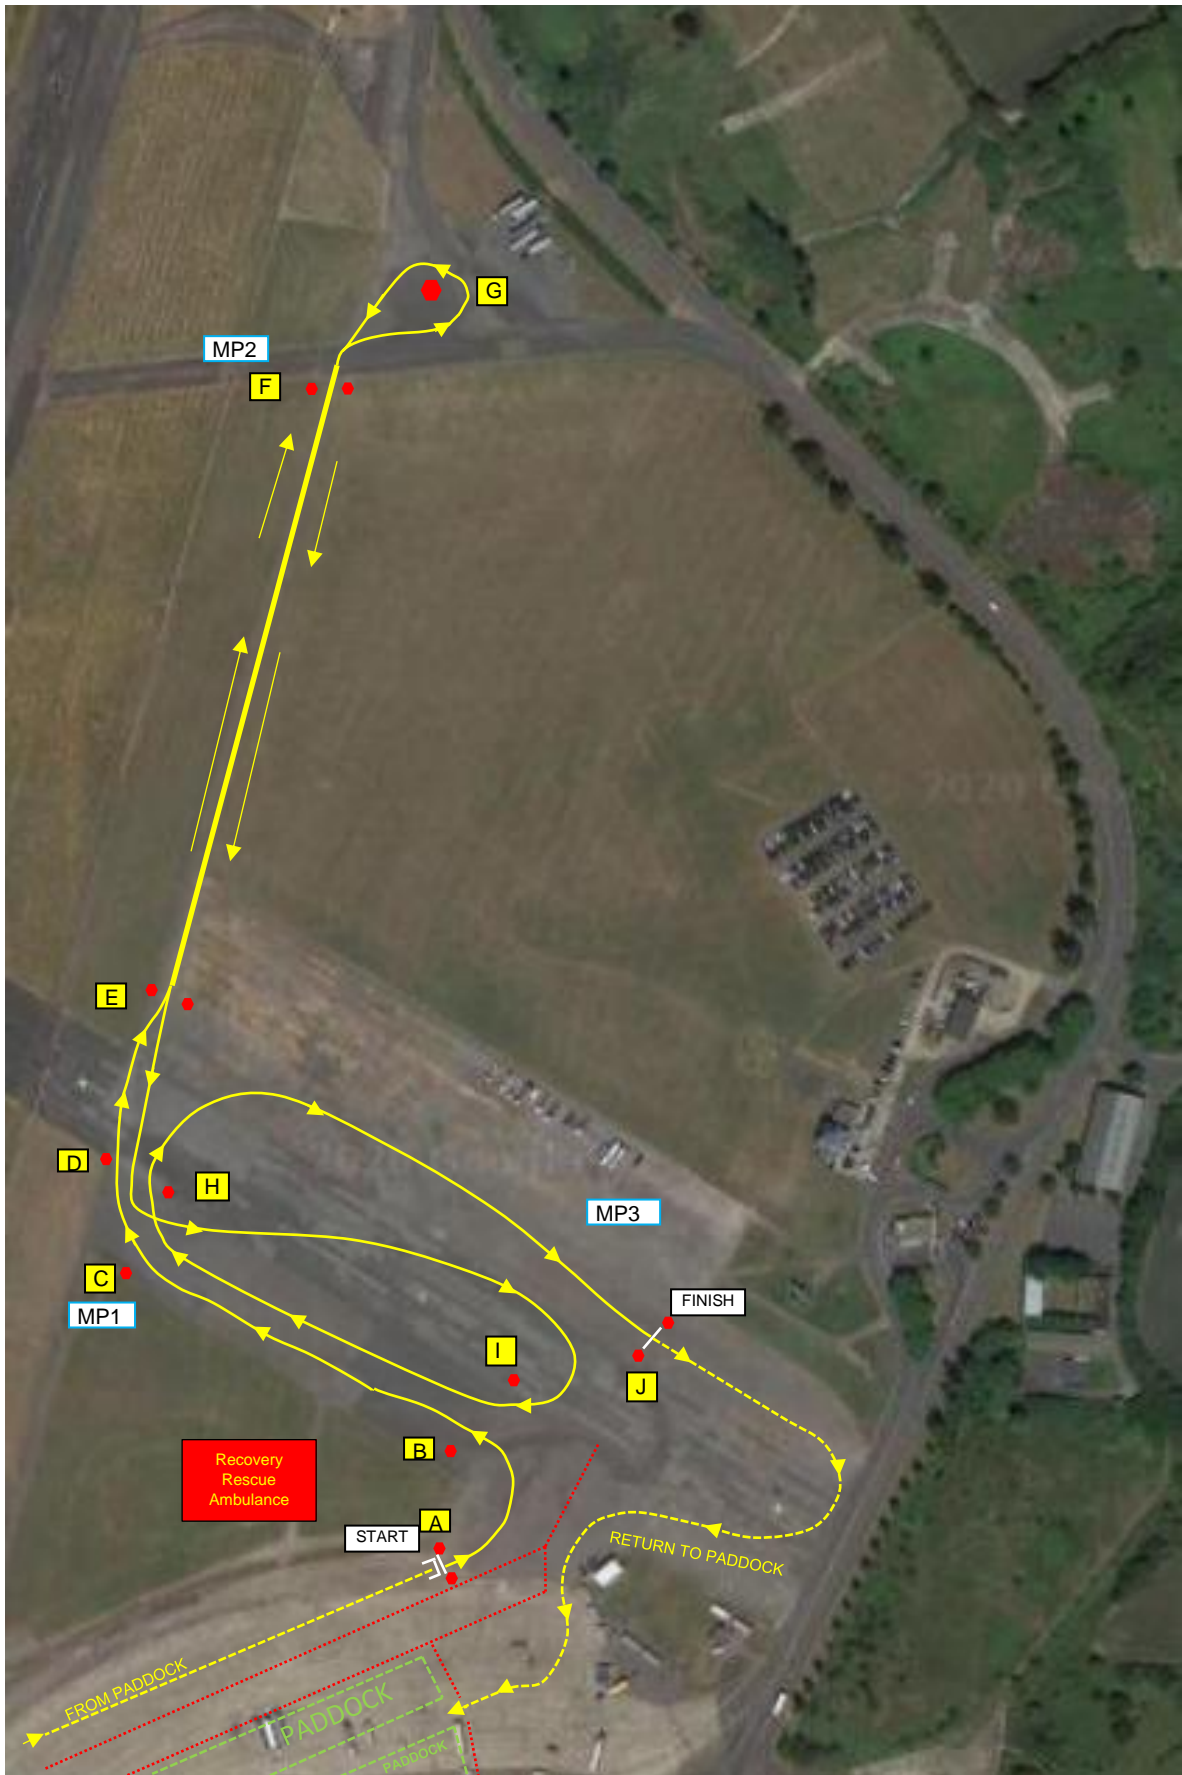 G
MP2
F
E
D
H
MP3
C
MP1
FINISH
I
J
B
Recovery
Rescue
Ambulance
A
START
RETURN TO PADDOCK
FROM PADDOCK
PADDOCK
PADDOCK